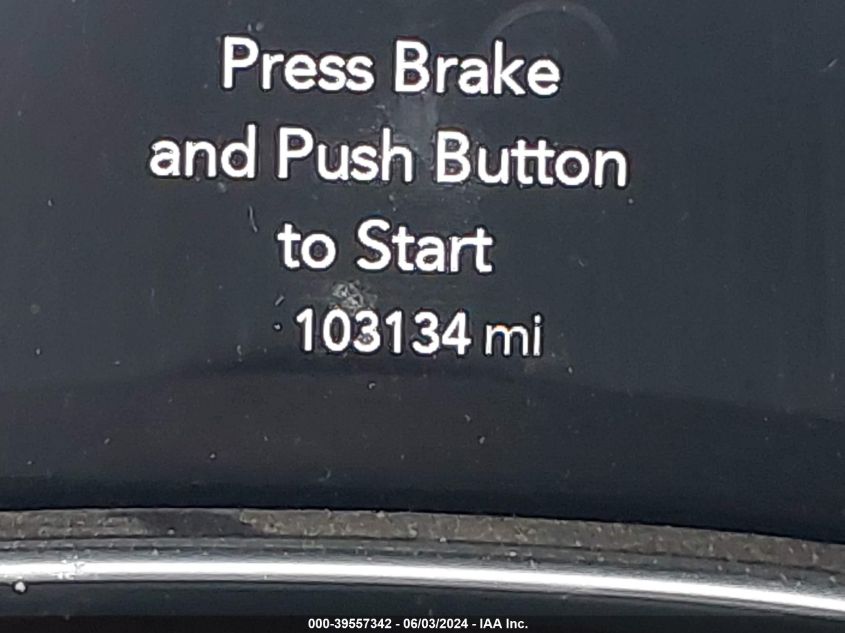 Press Brake
and Push Button
to Start
103134 mi
000-39557342 - 06/03/2024 - IAA Inc.